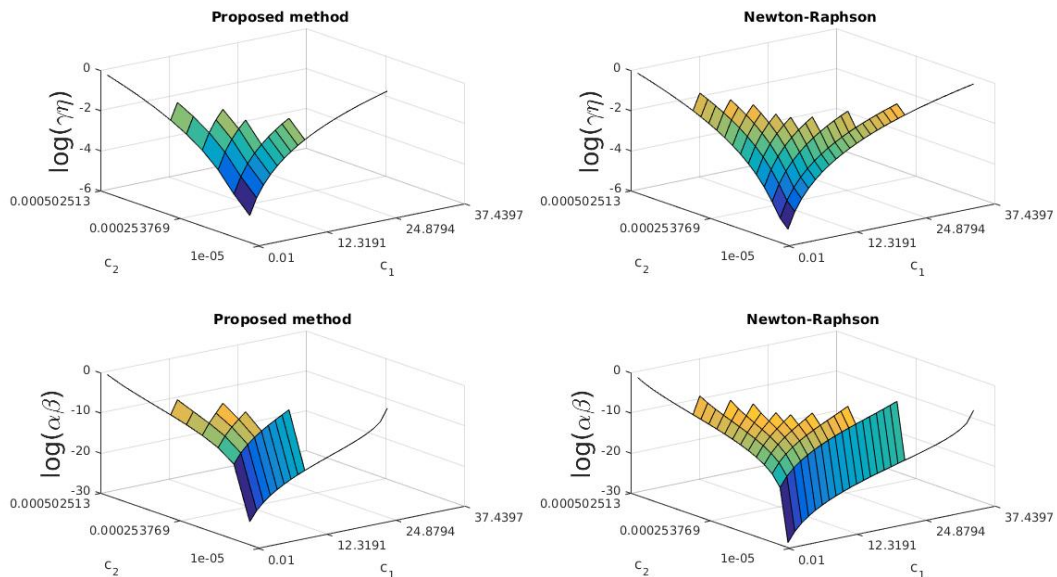 Proposed method
log(γη)
0
-2
-4
-6
0.000502513
0.000253769
1e-05
c2
0.01
12.3191
24.8794
37.4397
c1
Newton-Raphson
log(γη)
0
-2
-4
-6
0.000502513
0.000253769
1e-05
c2
0.01
12.3191
24.8794
37.4397
c1
Proposed method
log(αβ)
0
-10
-20
-30
0.000502513
0.000253769
1e-05
c2
0.01
12.3191
24.8794
37.4397
c1
Newton-Raphson
log(αβ)
0
-10
-20
-30
0.000502513
0.000253769
1e-05
c2
0.01
12.3191
24.8794
37.4397
c1